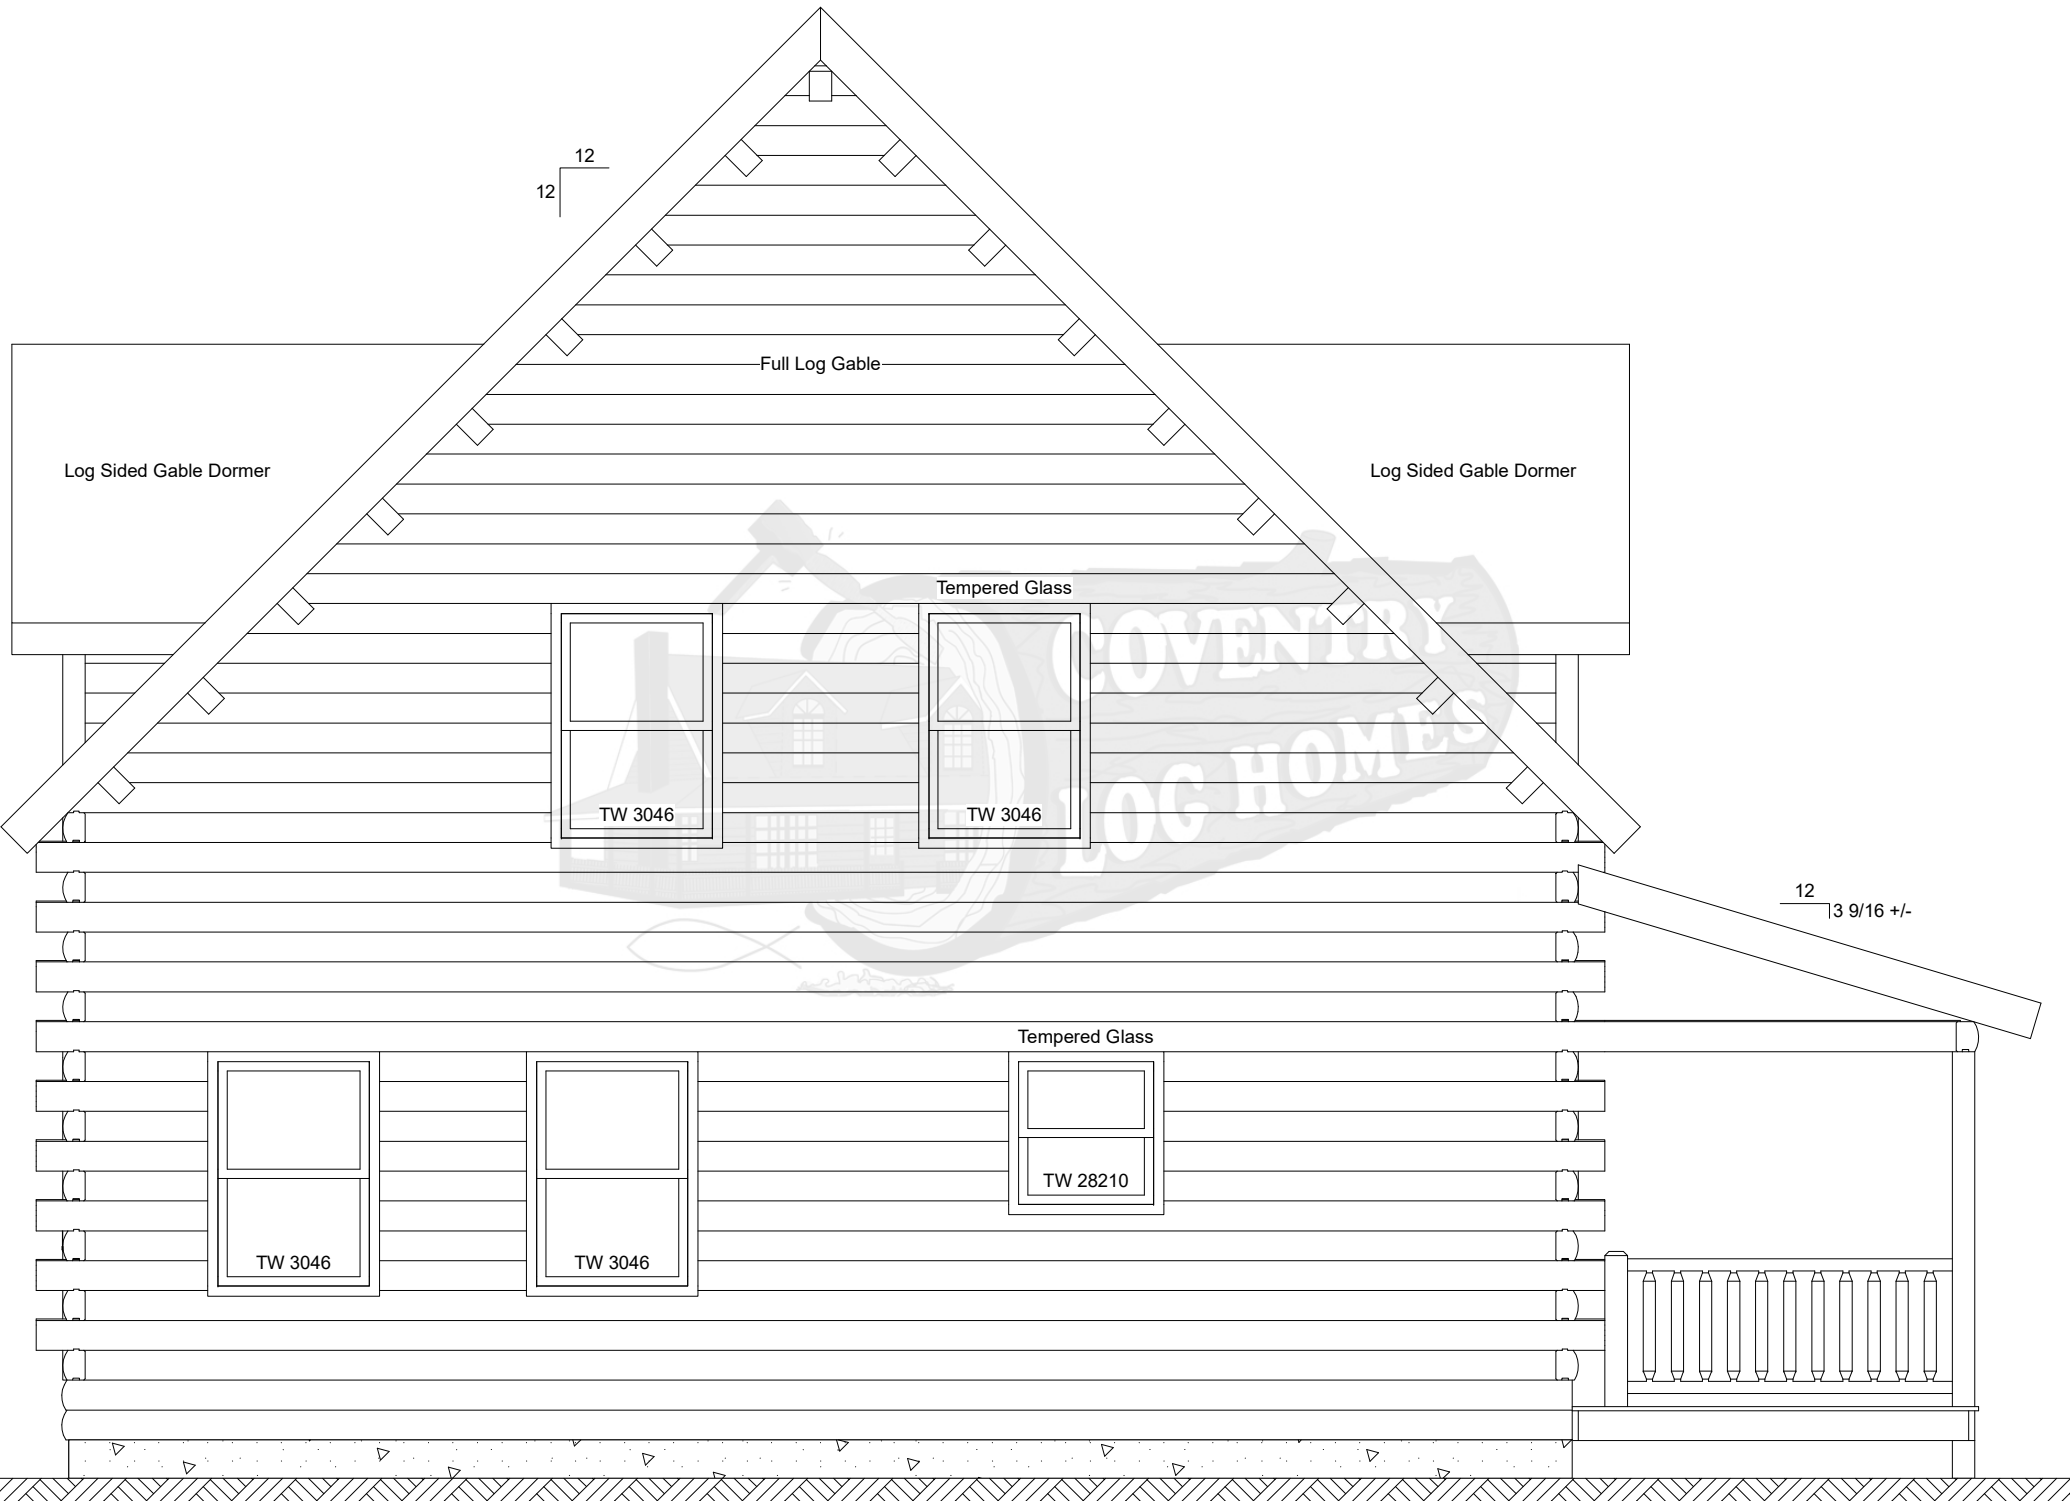 12
12
Full Log Gable
Log Sided Gable Dormer
Log Sided Gable Dormer
Tempered Glass
COVENTRY
LOG HOMES
TW 3046
TW 3046
12
3 9/16 +/-
Tempered Glass
TW 28210
TW 3046
TW 3046